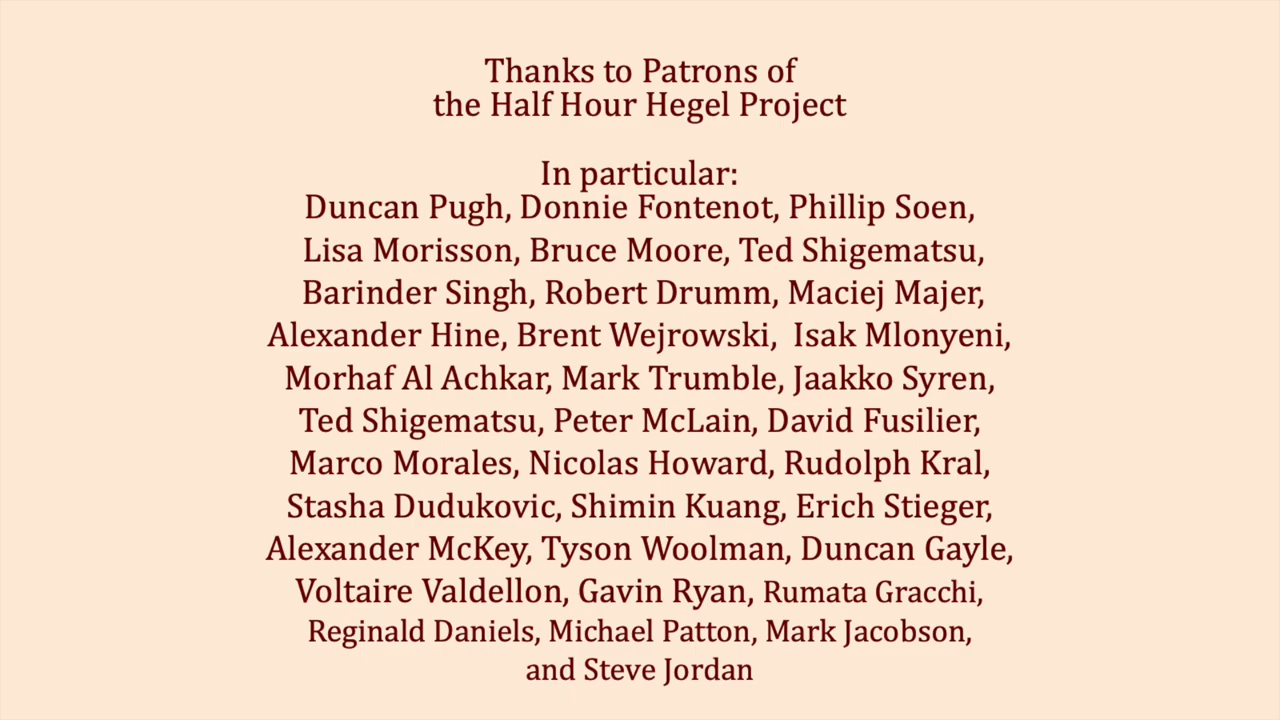 Thanks to Patrons of
the Half Hour Hegel Project
In particular:
Duncan Pugh, Donnie Fontenot, Phillip Soen,
Lisa Morisson, Bruce Moore, Ted Shigematsu,
Barinder Singh, Robert Drumm, Maciej Majer,
Alexander Hine, Brent Wejrowski,  Isak Mlonyeni,
Morhaf Al Achkar, Mark Trumble, Jaakko Syren,
Ted Shigematsu, Peter McLain, David Fusilier,
Marco Morales, Nicolas Howard, Rudolph Kral,
Stasha Dudukovic, Shimin Kuang, Erich Stieger,
Alexander McKey, Tyson Woolman, Duncan Gayle,
Voltaire Valdellon, Gavin Ryan, Rumata Gracchi,
Reginald Daniels, Michael Patton, Mark Jacobson,
and Steve Jordan